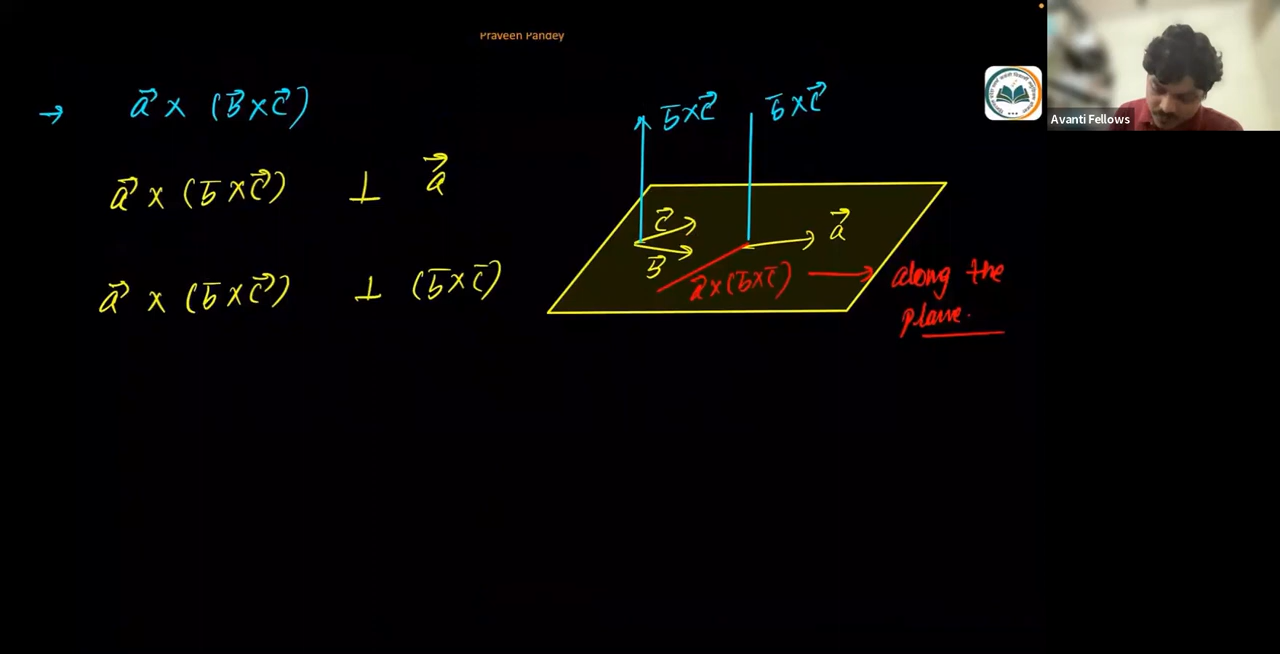 Praveen Pandey
→ a⃗ × (b⃗ × c⃗)
a⃗ × (b̄ × c⃗) ⊥ a⃗
a⃗ × (b̄ × c⃗) ⊥ (b̄ × c̄)
b̄ × c⃗
b̄ × c⃗
c⃗
b⃗
a⃗
a⃗ × (b̄ × c̄) → along the
plane.
Avanti Fellows